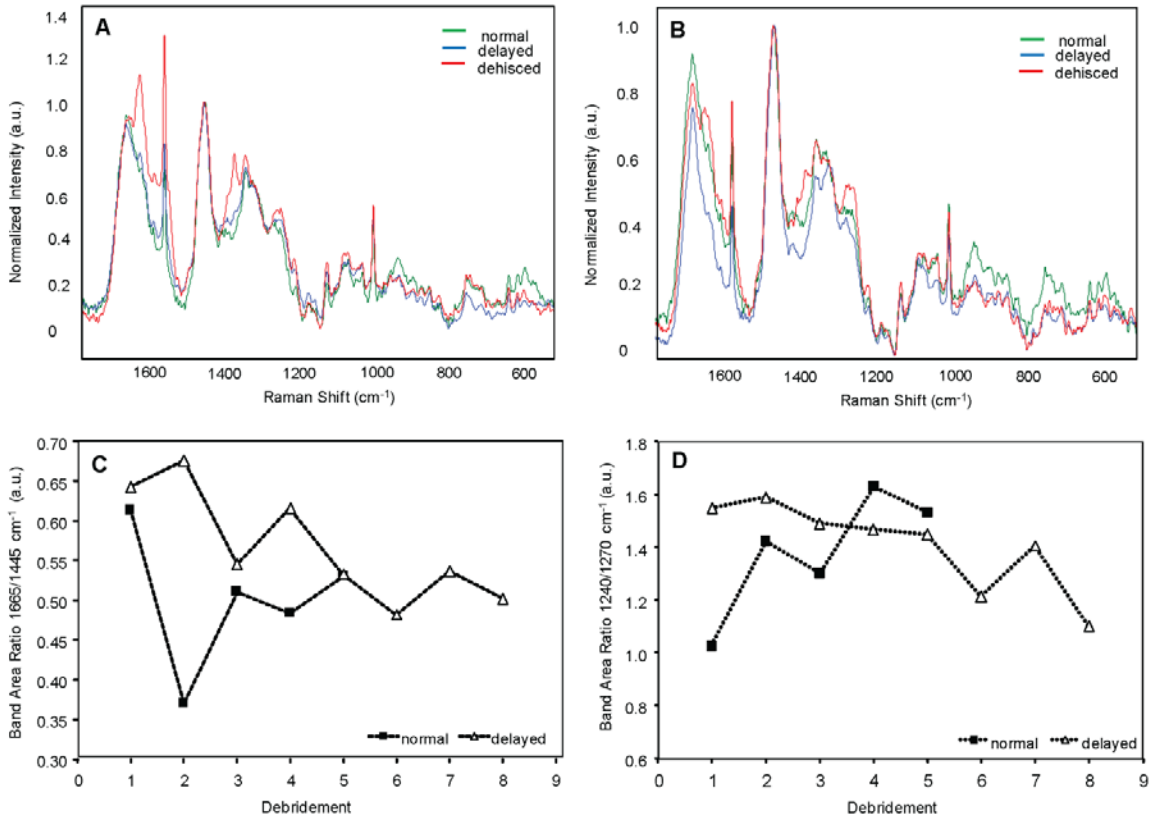 A
normal
delayed
dehisced
1.4
1.2
1.0
0.8
0.6
0.4
0.2
0
Normalized Intensity (a.u.)
1600
1400
1200
1000
800
600
Raman Shift (cm⁻¹)
B
normal
delayed
dehisced
1.0
0.8
0.6
0.4
0.2
0
Normalized Intensity (a.u.)
1600
1400
1200
1000
800
600
Raman Shift (cm⁻¹)
C
0.70
0.65
0.60
0.55
0.50
0.45
0.40
0.35
0.30
Band Area Ratio 1665/1445 cm⁻¹ (a.u.)
normal
delayed
0 1 2 3 4 5 6 7 8 9
Debridement
D
1.8
1.6
1.4
1.2
1.0
0.8
0.6
Band Area Ratio 1240/1270 cm⁻¹ (a.u.)
normal
delayed
0 1 2 3 4 5 6 7 8 9
Debridement